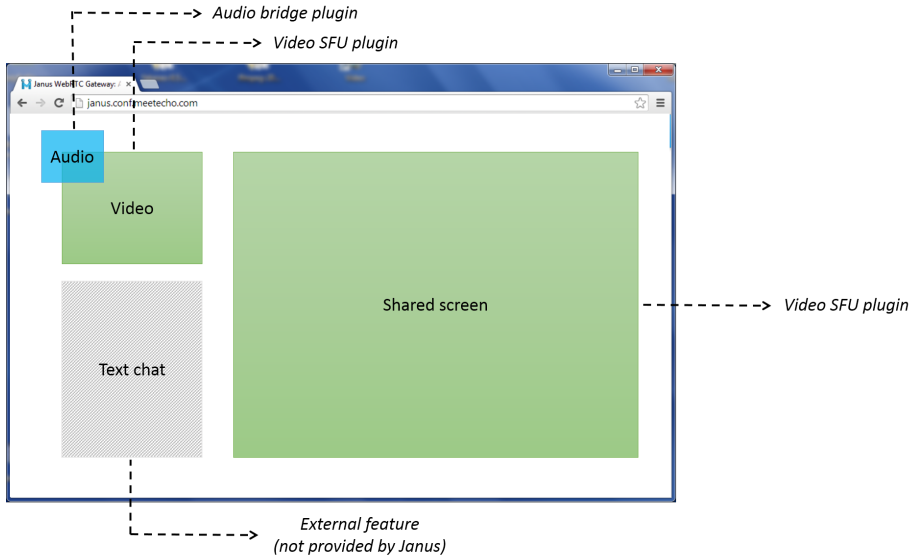 Audio bridge plugin
Video SFU plugin
Janus WebRTC Gateway: A
janus.conf.meetecho.com
Audio
Video
Shared screen
Video SFU plugin
Text chat
External feature
(not provided by Janus)